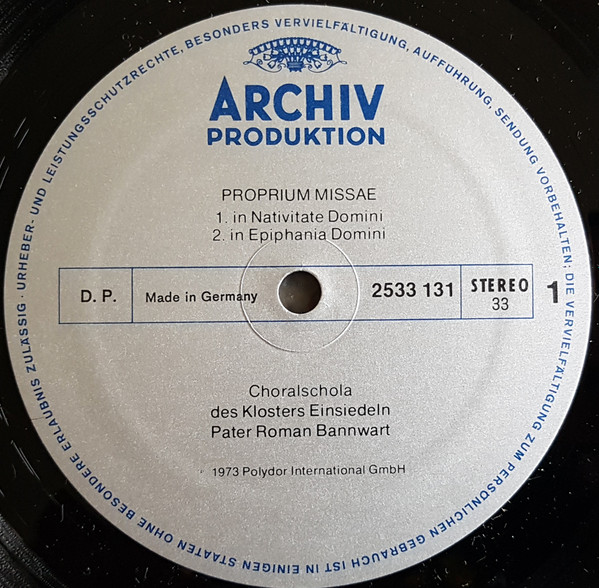 URHEBER- UND LEISTUNGSSCHUTZRECHTE, BESONDERS VERVIELFÄLTIGUNG, AUFFÜHRUNG, SENDUNG VORBEHALTEN; DIE VERVIELFÄLTIGUNG ZUM PERSÖNLICHEN GEBRAUCH IST IN EINIGEN STAATEN OHNE BESONDERE ERLAUBNIS ZULÄSSIG ·
ARCHIV
PRODUKTION
PROPRIUM MISSAE
1. in Nativitate Domini
2. in Epiphania Domini
D. P. Made in Germany 2533 131 STEREO 1
33
Choralschola
des Klosters Einsiedeln
Pater Roman Bannwart
1973 Polydor International GmbH